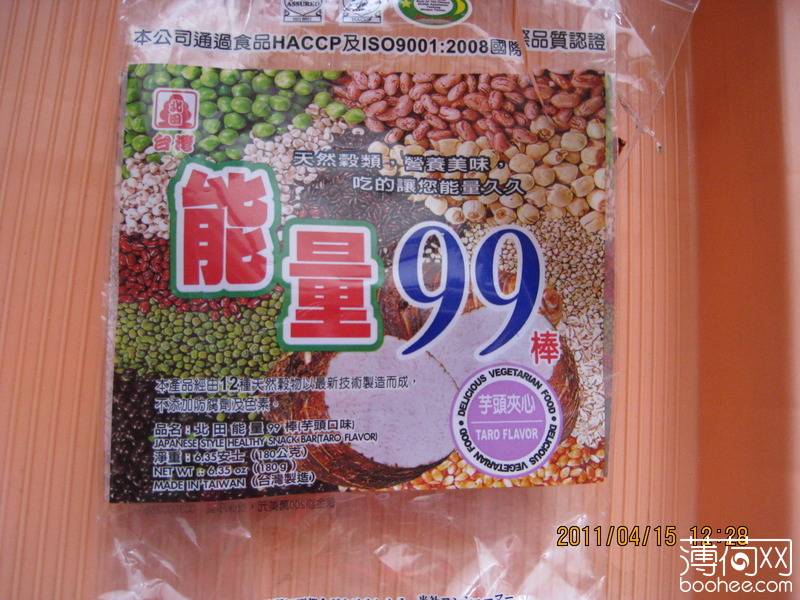 ASSURED
本公司通過食品HACCP及ISO9001:2008國際品質認證
北田
台灣
天然穀類，營養美味，
吃的讓您能量久久
能量99棒
本產品經由12種天然穀物以最新技術製造而成，
不添加防腐劑及色素。
品名：北田能量99棒(芋頭口味)
JAPANESE STYLE HEALTHY SNACK BAR(TARO FLAVOR)
淨重：6.35安士 (180公克)
NET WT：6.35 oz (180g)
MADE IN TAIWAN (台灣製造)
DELICIOUS VEGETARIAN FOOD · DELICIOUS VEGETARIAN FOOD ·
芋頭夾心
TARO FLAVOR
2011/04/15 12:28
薄荷网
boohee.com